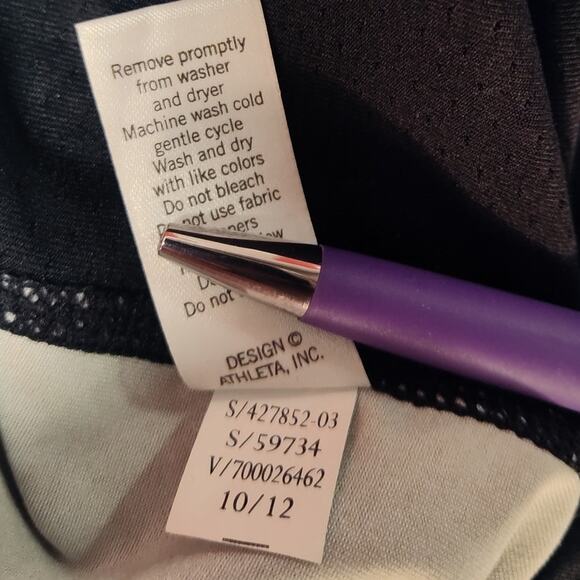 Remove promptly
from washer
and dryer
Machine wash cold
gentle cycle
Wash and dry
with like colors
Do not bleach
not use fabric
Do not
DESIGN ©
ATHLETA, INC.
S/427852-03
S/59734
V/700026462
10/12